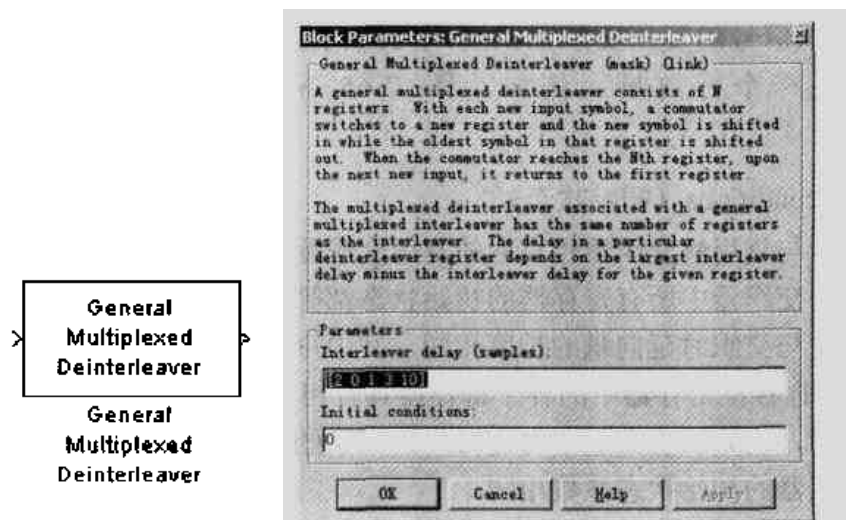 General
Multiplexed
Deinterleaver
General
Multiplexed
Deinterleaver
Block Parameters: General Multiplexed Deinterleaver
General Multiplexed Deinterleaver (mask) (link)
A general multiplexed deinterleaver consists of N
registers. With each new input symbol, a commutator
switches to a new register and the new symbol is shifted
in while the oldest symbol in that register is shifted
out. When the commutator reaches the Nth register, upon
the next new input, it returns to the first register.
The multiplexed deinterleaver associated with a general
multiplexed interleaver has the same number of registers
as the interleaver. The delay in a particular
deinterleaver register depends on the largest interleaver
delay minus the interleaver delay for the given register.
Parameters
Interleaver delay (samples):
[2 0 1 3 10]
Initial conditions:
0
OK
Cancel
Help
Apply